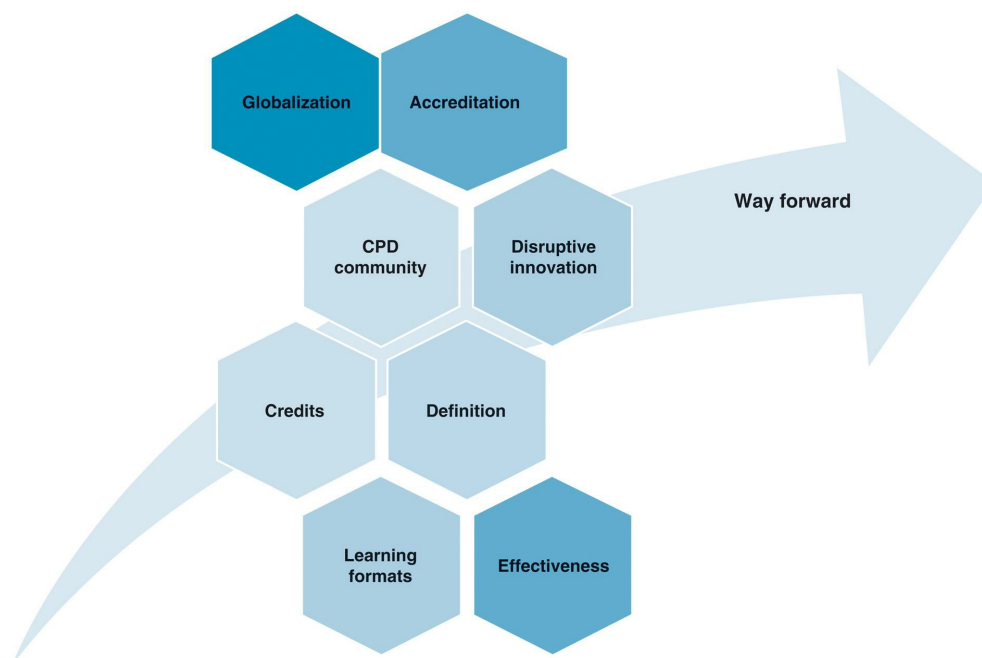 Globalization
Accreditation
Way forward
CPD
community
Disruptive
innovation
Credits
Definition
Learning
formats
Effectiveness